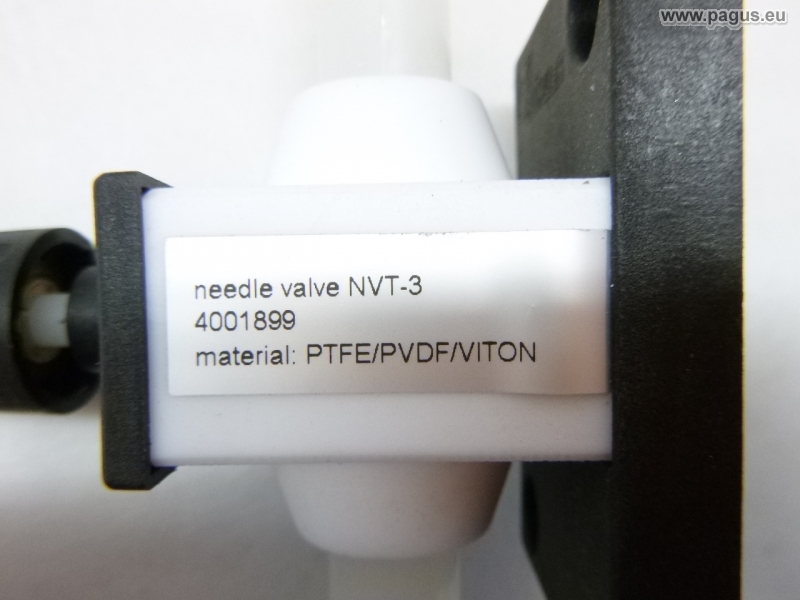 www.pagus.eu
needle valve NVT-3
4001899
material: PTFE/PVDF/VITON